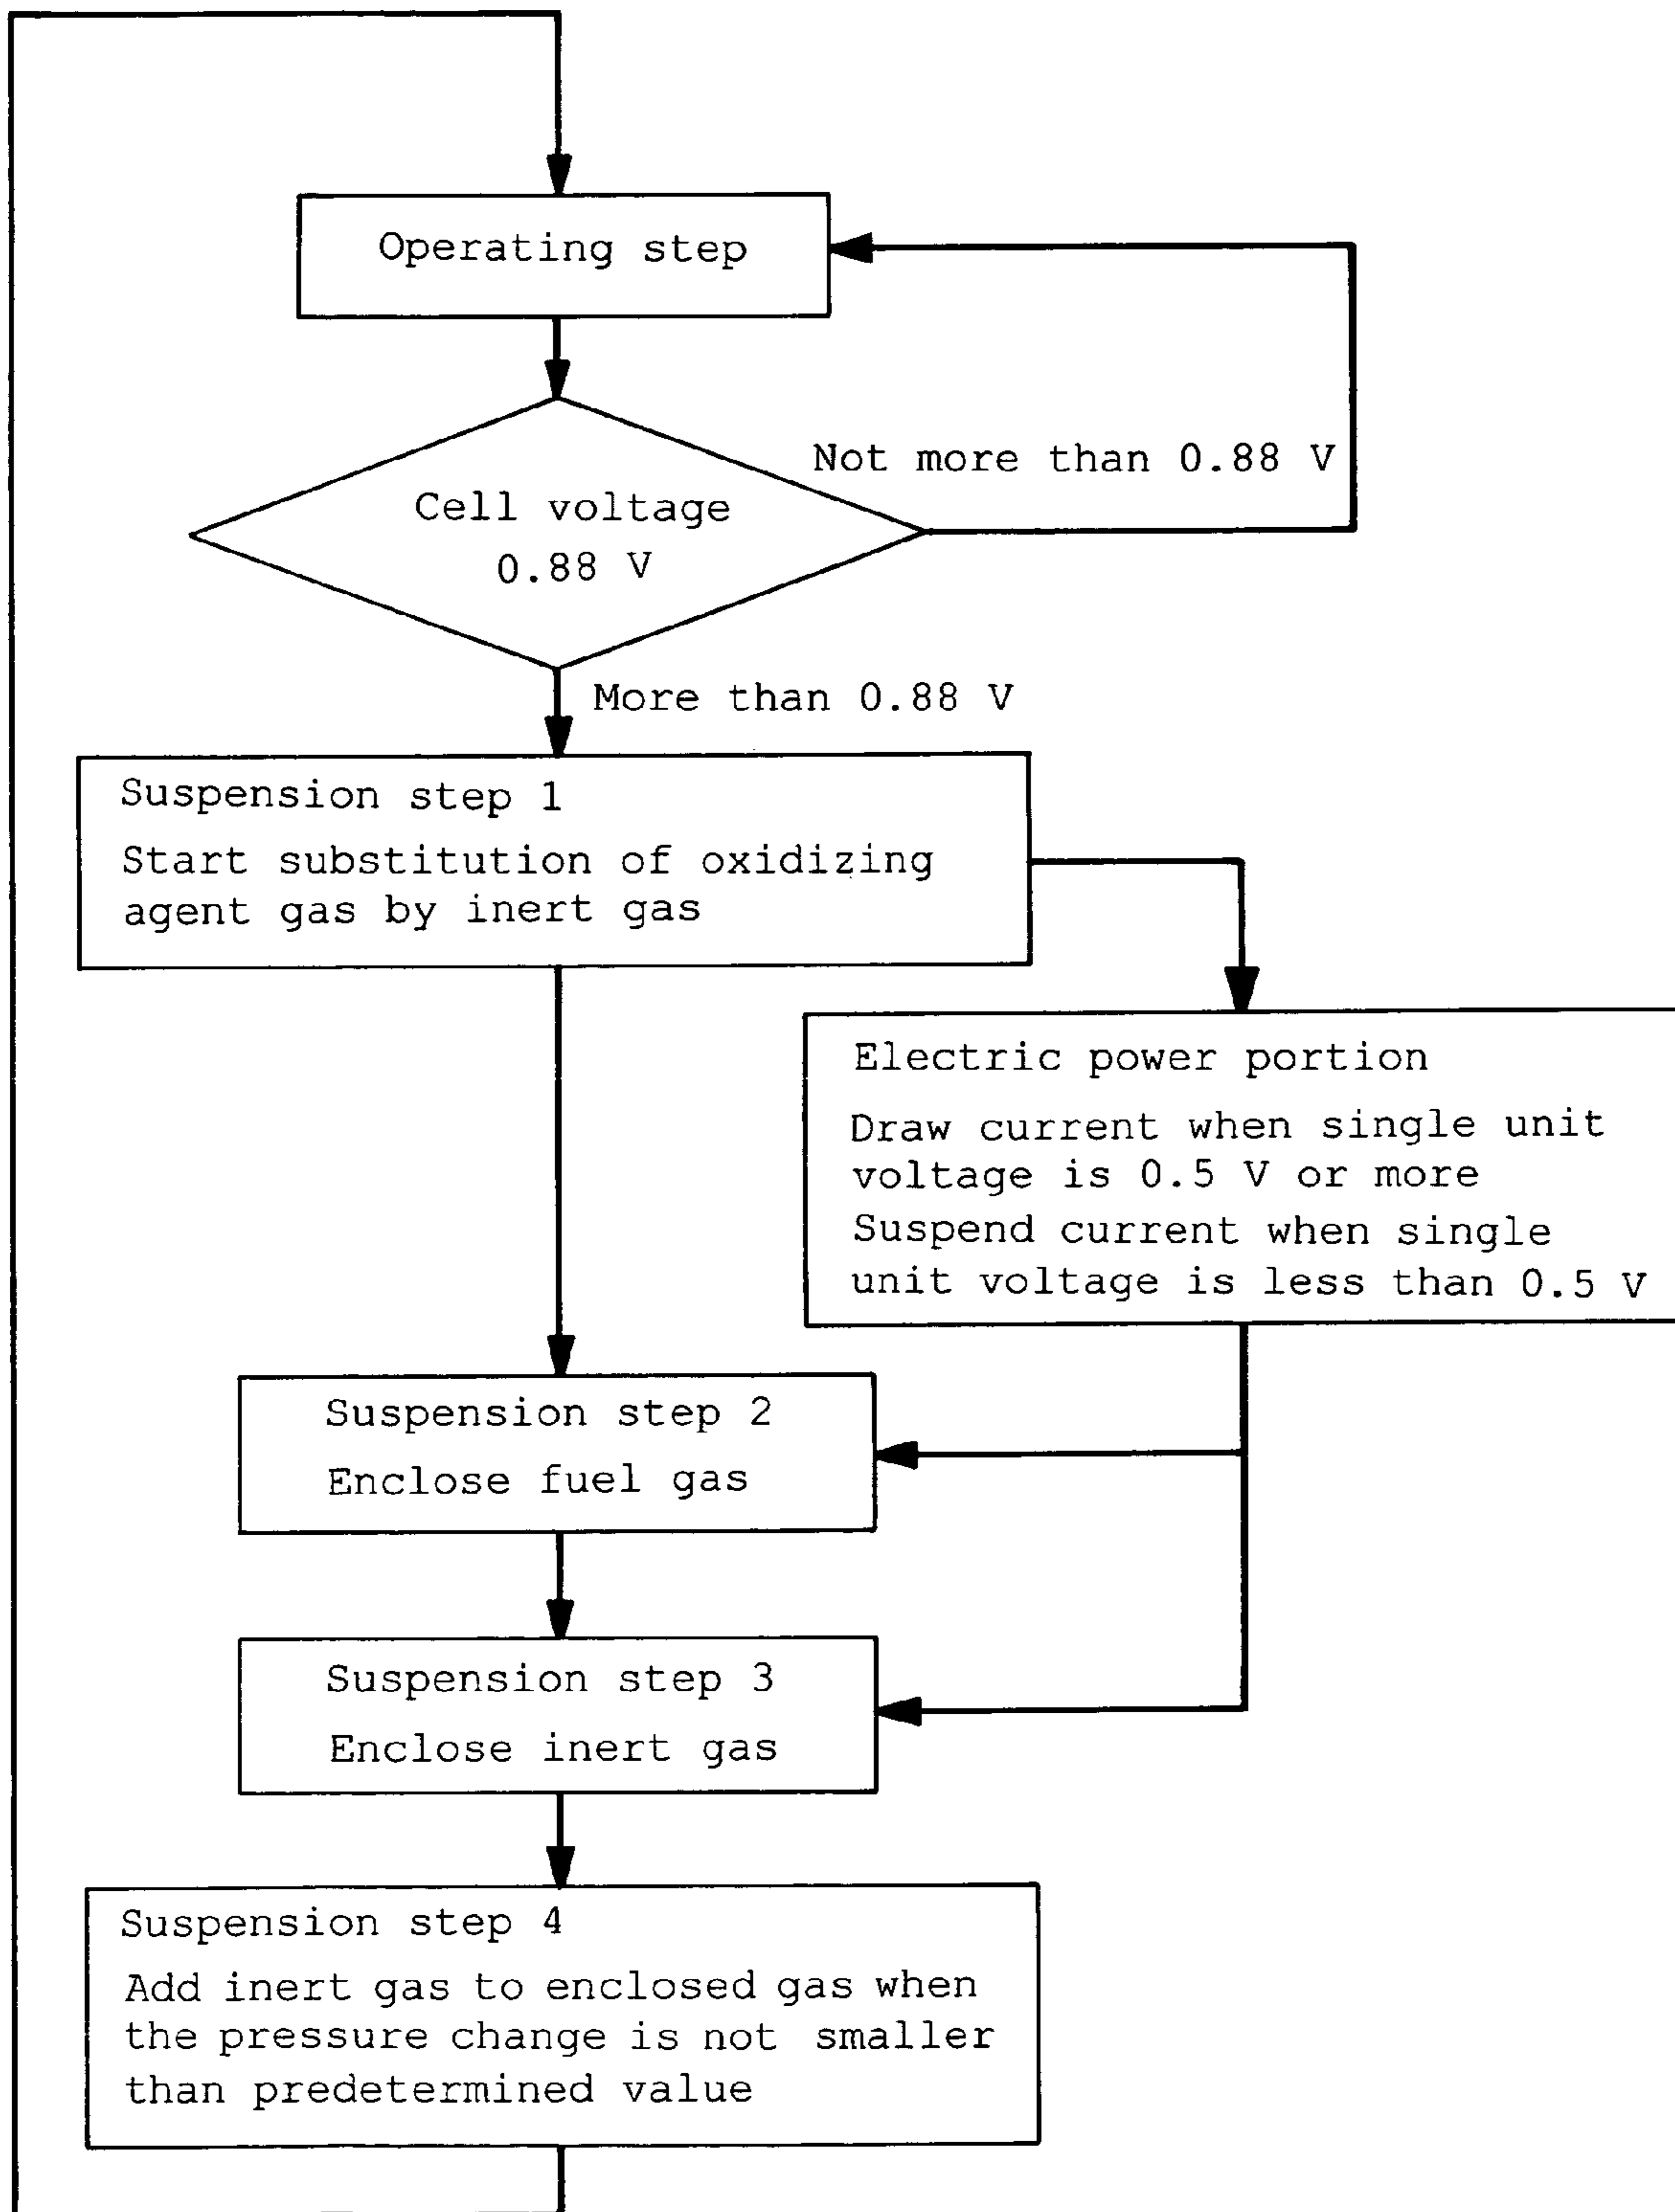 Operating step
Not more than 0.88 V
Cell voltage
0.88 V
More than 0.88 V
Suspension step 1
Start substitution of oxidizing
agent gas by inert gas
Electric power portion
Draw current when single unit
voltage is 0.5 V or more
Suspend current when single
unit voltage is less than 0.5 V
Suspension step 2
Enclose fuel gas
Suspension step 3
Enclose inert gas
Suspension step 4
Add inert gas to enclosed gas when
the pressure change is not smaller
than predetermined value